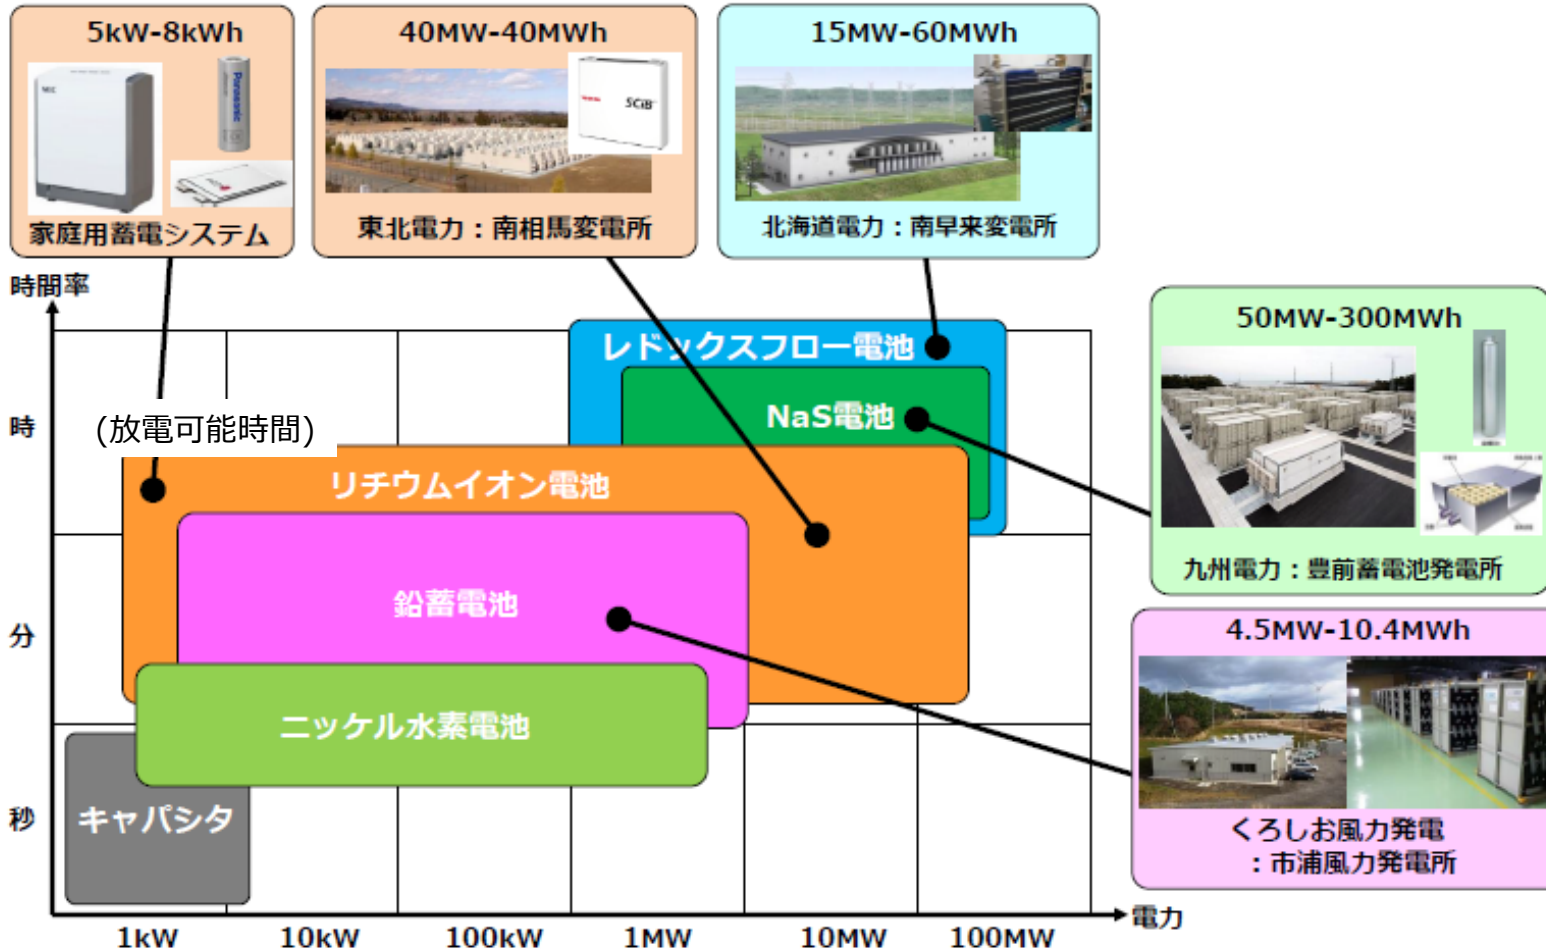 5kW-8kWh
NEC
Panasonic
家庭用蓄電システム
40MW-40MWh
SCiB
東北電力：南相馬変電所
15MW-60MWh
北海道電力：南早来変電所
時間率
(放電可能時間)
時
分
秒
レドックスフロー電池
NaS電池
リチウムイオン電池
鉛蓄電池
ニッケル水素電池
キャパシタ
50MW-300MWh
九州電力：豊前蓄電池発電所
4.5MW-10.4MWh
くろしお風力発電
：市浦風力発電所
電力
1kW 10kW 100kW 1MW 10MW 100MW